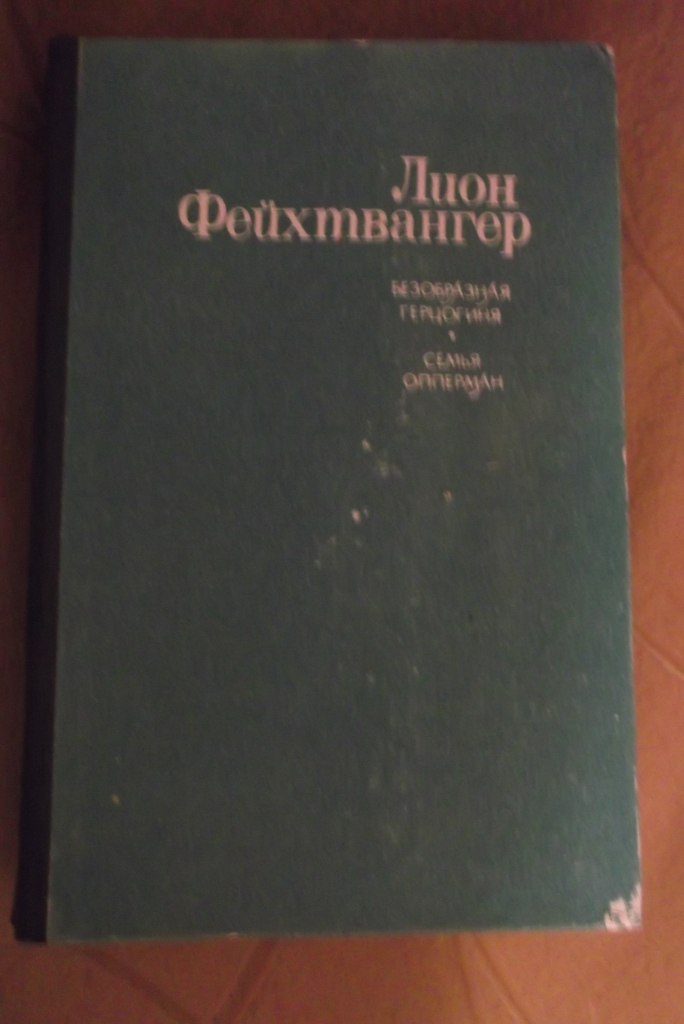 Лион
Фейхтвангер
БЕЗОБРАЗНАЯ
ГЕРЦОГИНЯ
СЕМЬЯ
ОППЕРМАН